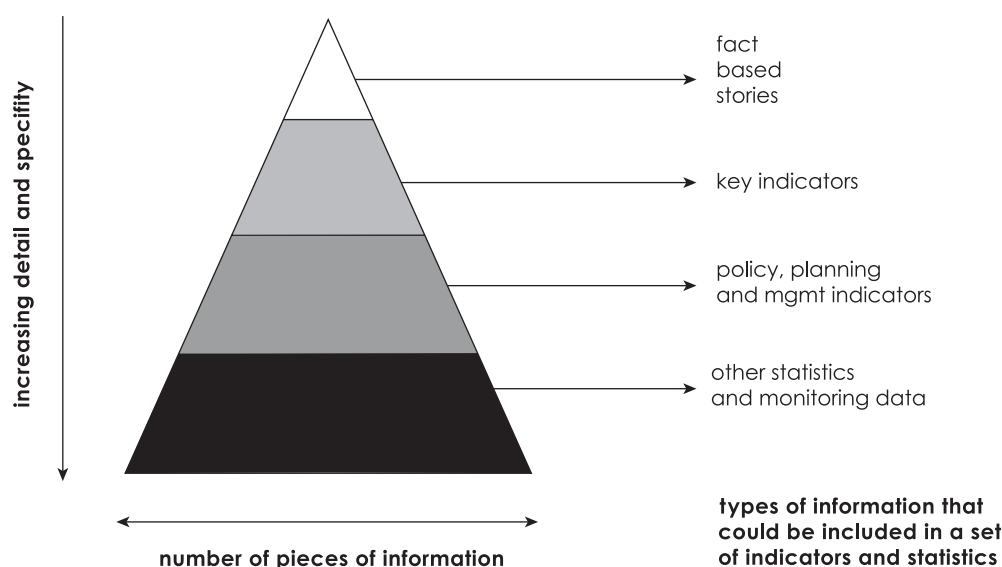 increasing detail and specifity
fact
based
stories
key indicators
policy, planning
and mgmt indicators
other statistics
and monitoring data
number of pieces of information
types of information that
could be included in a set
of indicators and statistics